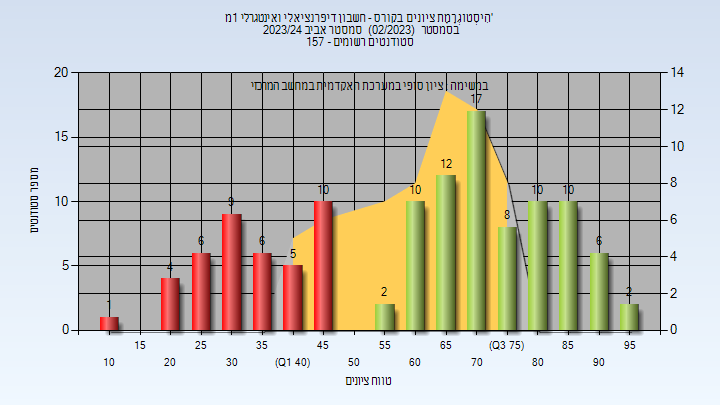 היסטוגרמת ציונים בקורס - חשבון דיפרנציאלי ואינטגרלי 1מ'
בסמסטר (02/2023) סמסטר אביב 2023/24
סטודנטים רשומים - 157
במשימה : ציון סופי במערכת האקדמית במחשב המרכזי
מספר סטודנטים
20
15
10
5
0
14
12
10
8
6
4
2
0
1 4 6 9 6 5 10 2 10 12 17 8 10 10 6 2
15 25 35 45 55 65 (Q3 75) 85 95
10 20 30 (Q1 40) 50 60 70 80 90
טווח ציונים